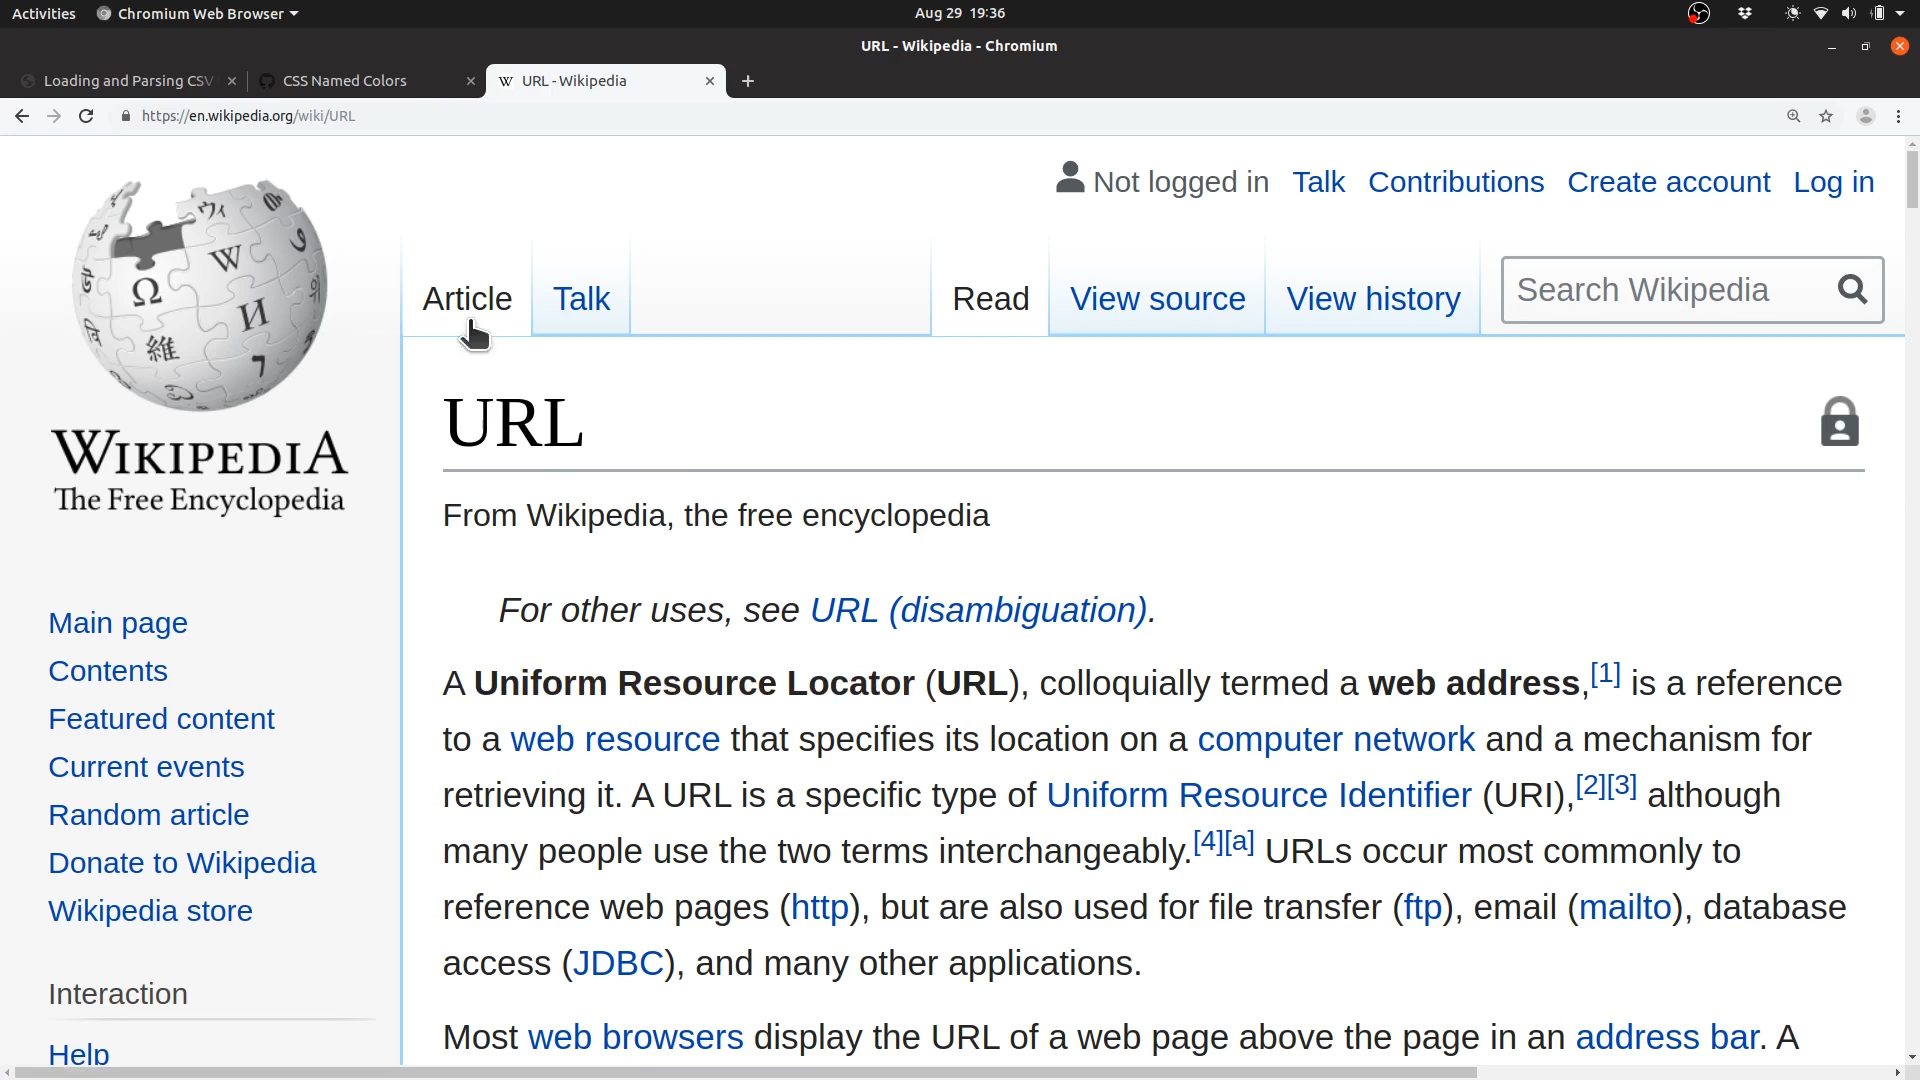 Activities Chromium Web Browser Aug 29 19:36
URL - Wikipedia - Chromium
Loading and Parsing CSV CSS Named Colors URL - Wikipedia
https://en.wikipedia.org/wiki/URL
Not logged in Talk Contributions Create account Log in
Article Talk Read View source View history Search Wikipedia
Ω W И 維 ウィ
WIKIPEDIA
The Free Encyclopedia
Main page
Contents
Featured content
Current events
Random article
Donate to Wikipedia
Wikipedia store
Interaction
Help
URL
From Wikipedia, the free encyclopedia
For other uses, see URL (disambiguation).
A Uniform Resource Locator (URL), colloquially termed a web address,[1] is a reference
to a web resource that specifies its location on a computer network and a mechanism for
retrieving it. A URL is a specific type of Uniform Resource Identifier (URI),[2][3] although
many people use the two terms interchangeably.[4][a] URLs occur most commonly to
reference web pages (http), but are also used for file transfer (ftp), email (mailto), database
access (JDBC), and many other applications.
Most web browsers display the URL of a web page above the page in an address bar. A